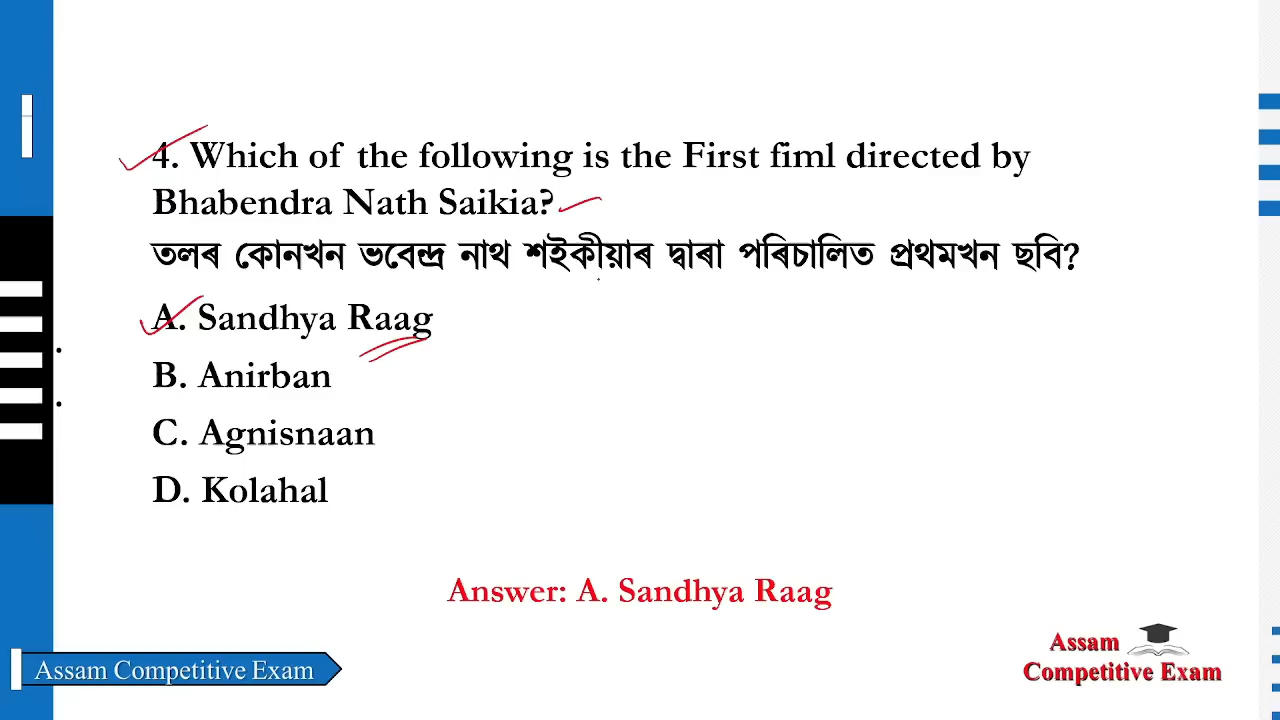 4. Which of the following is the First fiml directed by
Bhabendra Nath Saikia?
তলৰ কোনখন ভবেন্দ্ৰ নাথ শইকীয়াৰ দ্বাৰা পৰিচালিত প্ৰথমখন ছবি?
A. Sandhya Raag
B. Anirban
C. Agnisnaan
D. Kolahal
Answer: A. Sandhya Raag
Assam Competitive Exam
Assam
Competitive Exam